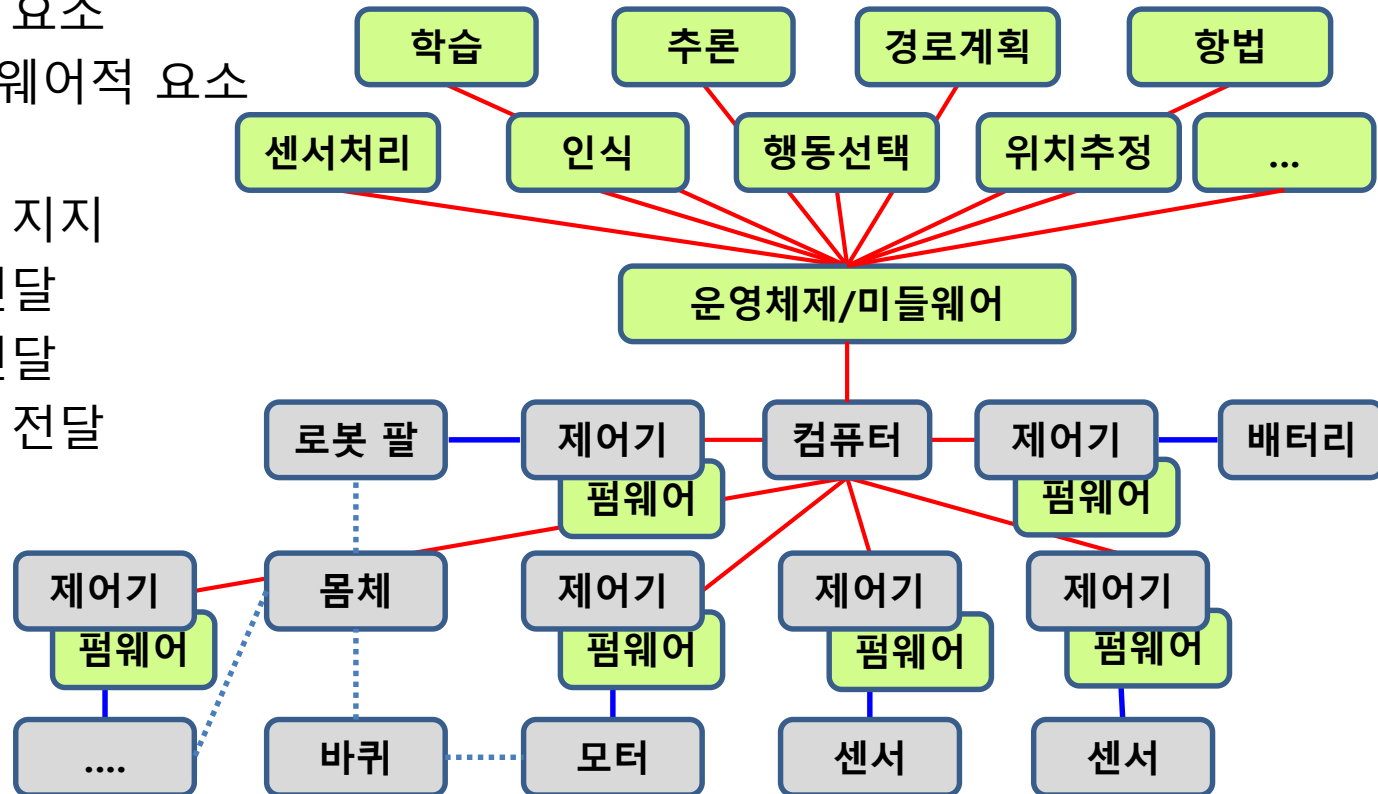 요소
웨어적 요소
지지
전달
학습
추론
경로계획
항법
센서처리
인식
행동선택
위치추정
...
운영체제/미들웨어
로봇 팔
제어기
컴퓨터
제어기
배터리
펌웨어
펌웨어
제어기
몸체
제어기
제어기
제어기
펌웨어
펌웨어
펌웨어
펌웨어
....
바퀴
모터
센서
센서